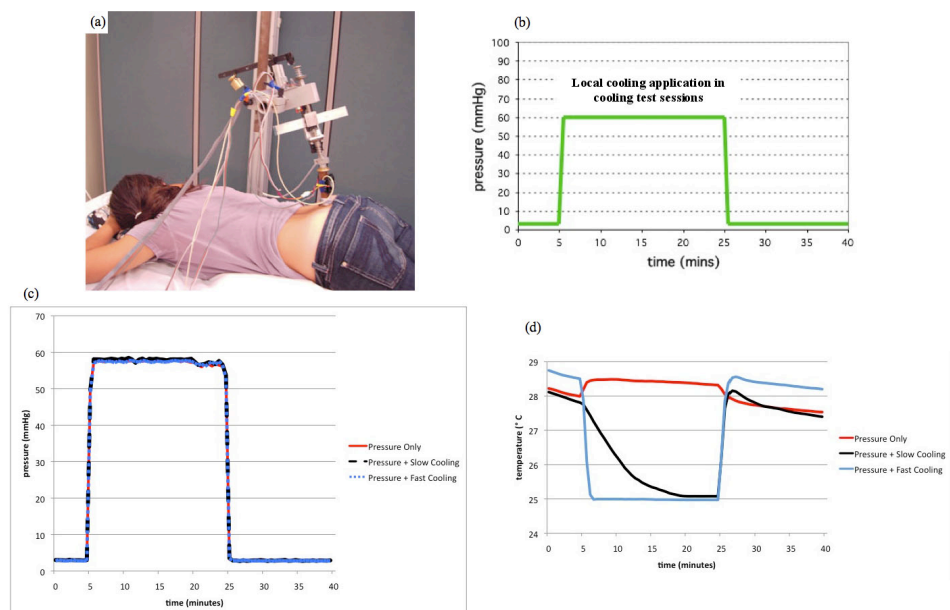 (a)
(b)
100
90
80
70
60
50
40
30
20
10
0
pressure (mmHg)
Local cooling application in
cooling test sessions
0 5 10 15 20 25 30 35 40
time (mins)
(c)
70
60
50
40
30
20
10
0
pressure (mmHg)
0 5 10 15 20 25 30 35 40
time (minutes)
Pressure Only
Pressure + Slow Cooling
Pressure + Fast Cooling
(d)
29
28
27
26
25
24
temperature (° C
0 5 10 15 20 25 30 35 40
time (minutes)
Pressure Only
Pressure + Slow Cooling
Pressure + Fast Cooling